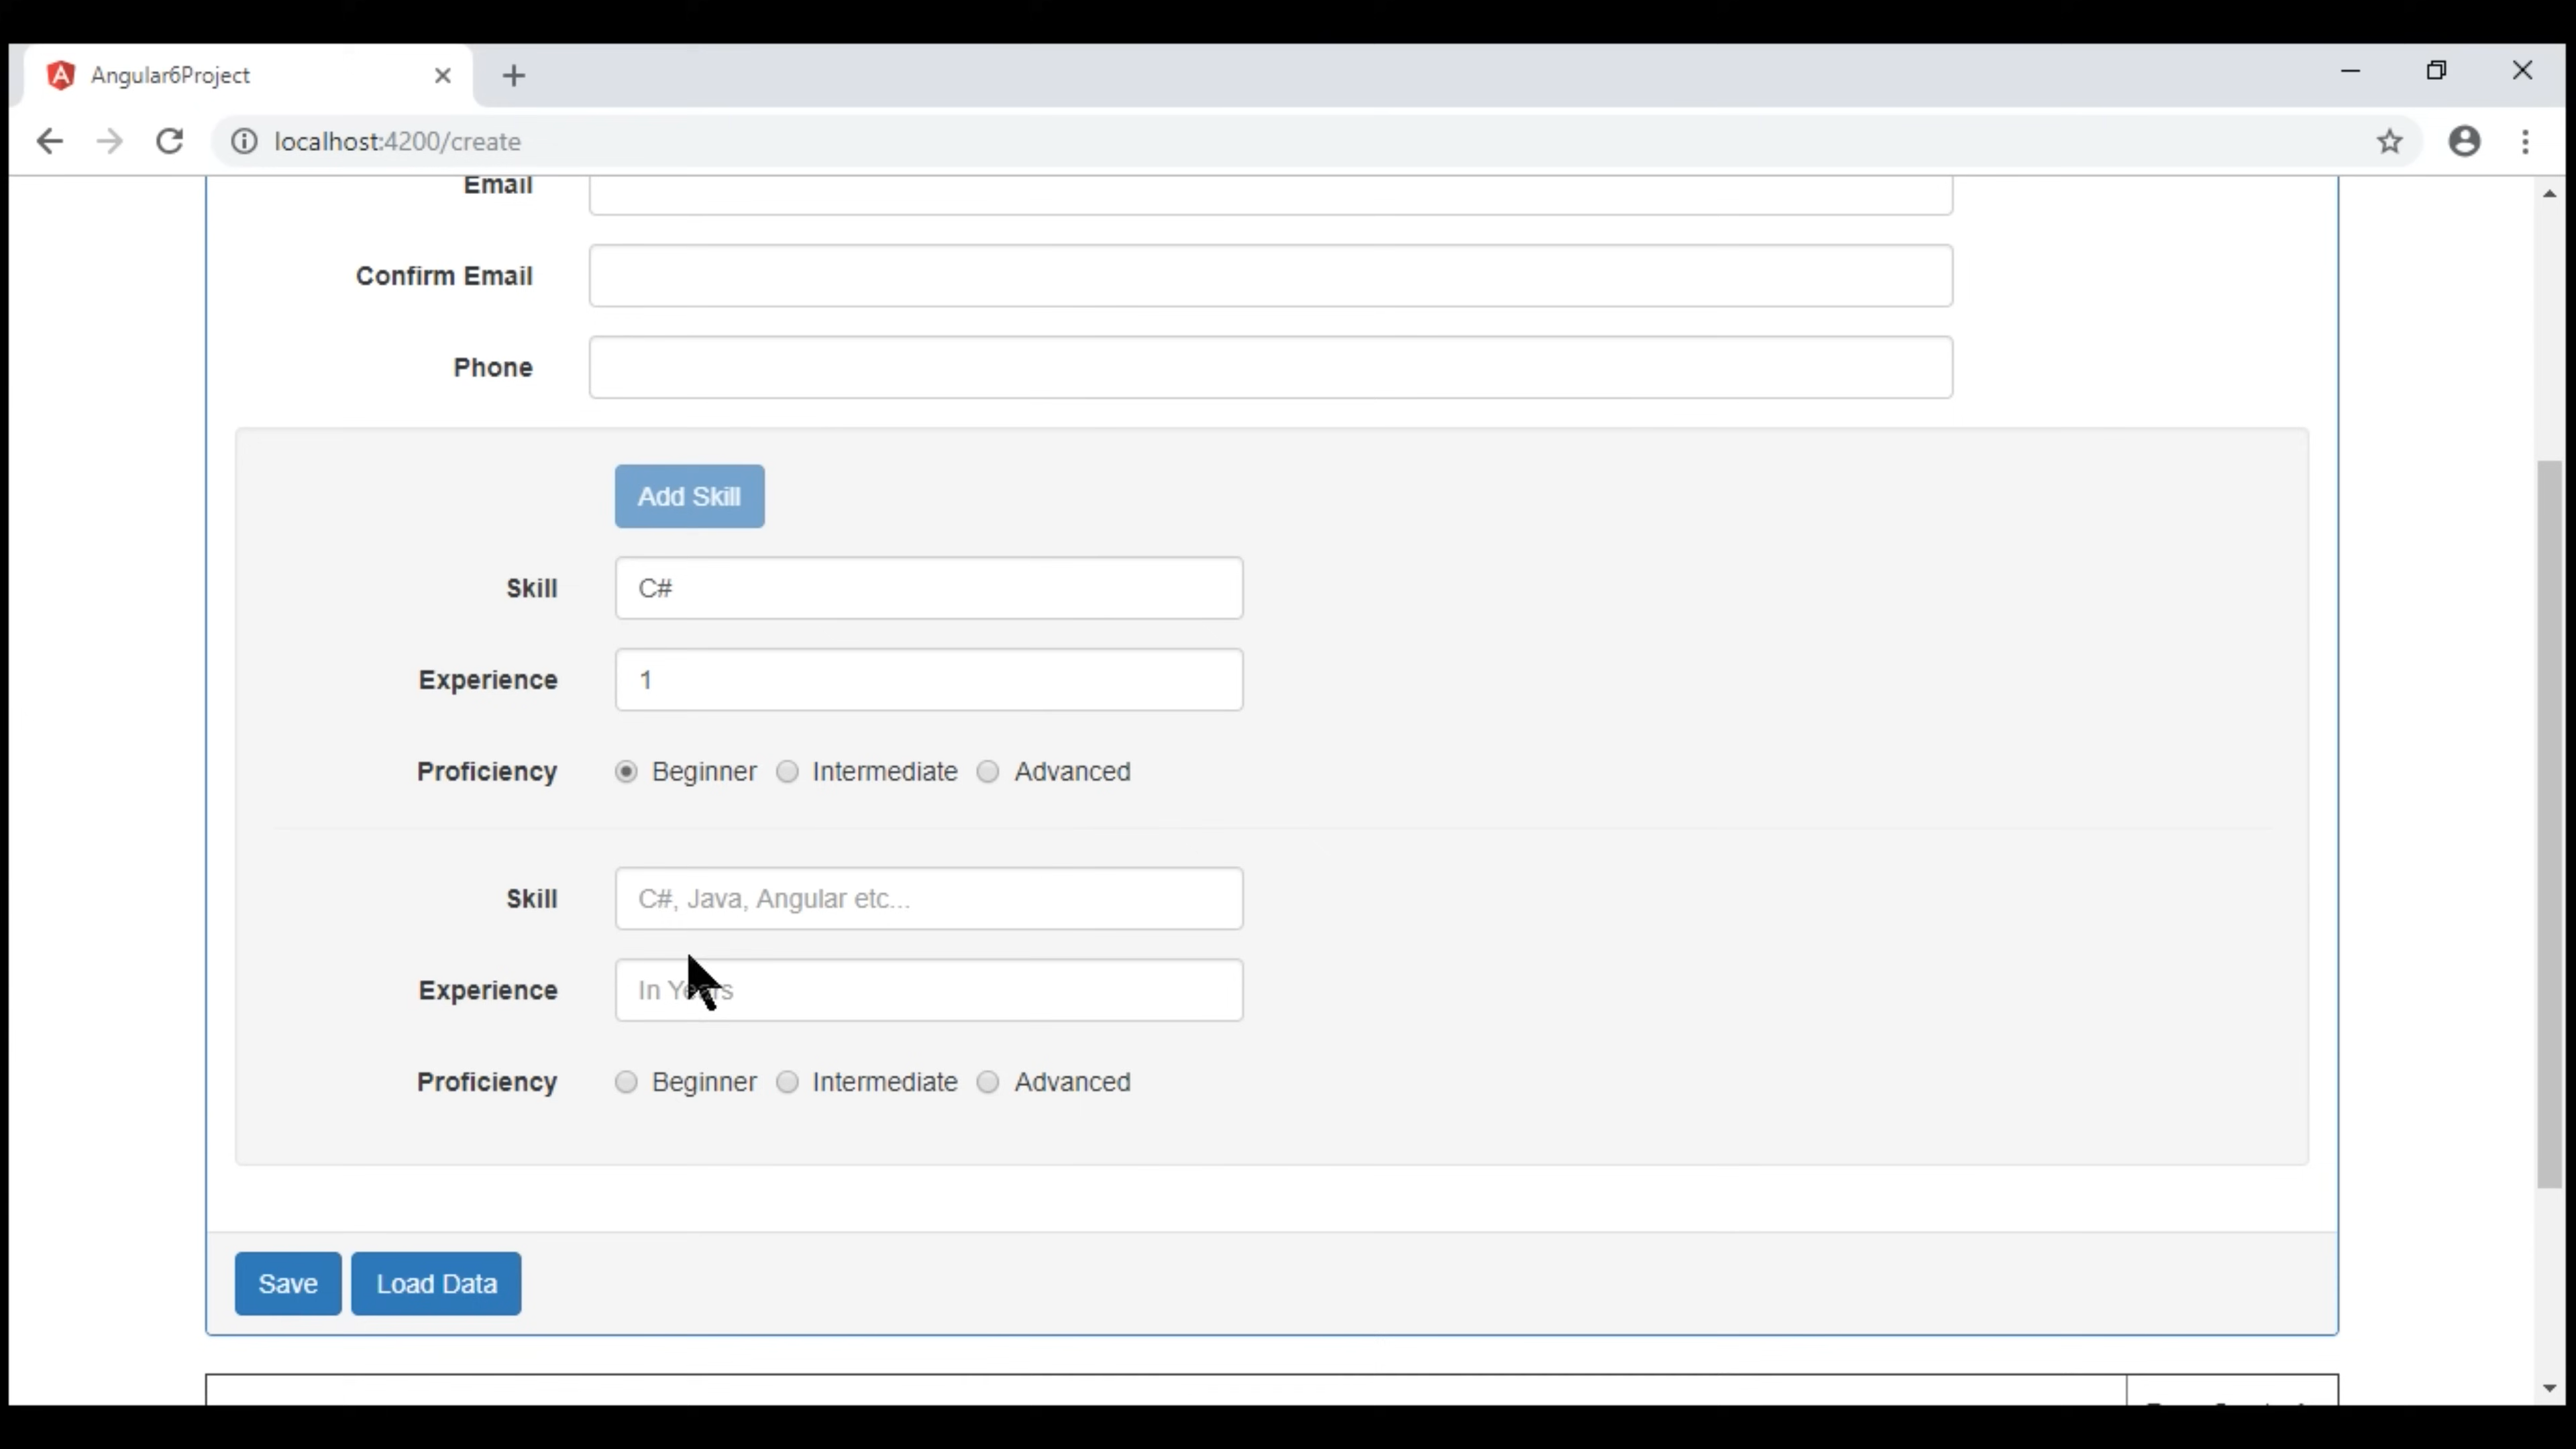 Angular6Project
localhost:4200/create
Email
Confirm Email
Phone
Add Skill
Skill C#
Experience 1
Proficiency Beginner Intermediate Advanced
Skill C#, Java, Angular etc...
Experience In Years
Proficiency Beginner Intermediate Advanced
Save Load Data